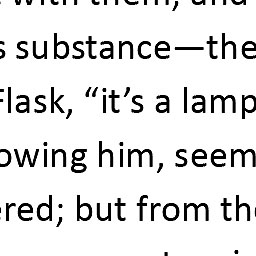 with them, and
s substance—the
Flask, “it’s a lamp
owing him, seem
ered; but from the